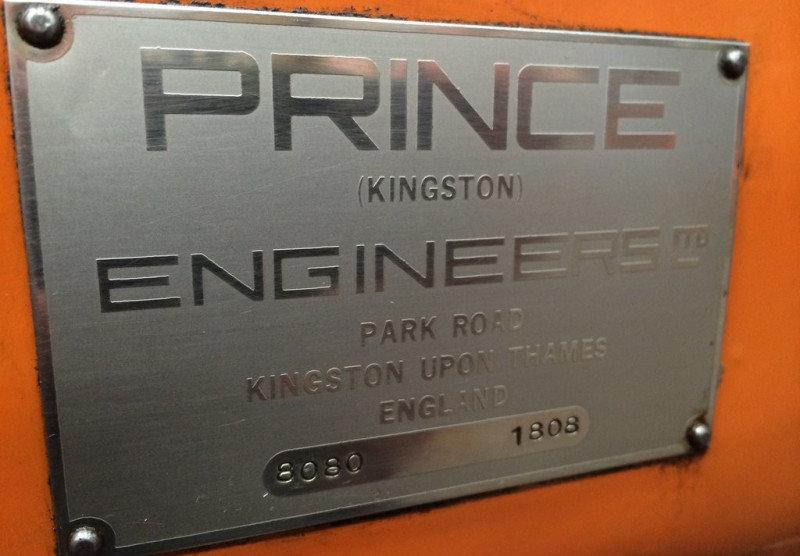 PRINCE
(KINGSTON)
ENGINEERS LTD
PARK ROAD
KINGSTON UPON THAMES
ENGLAND
8080 1808